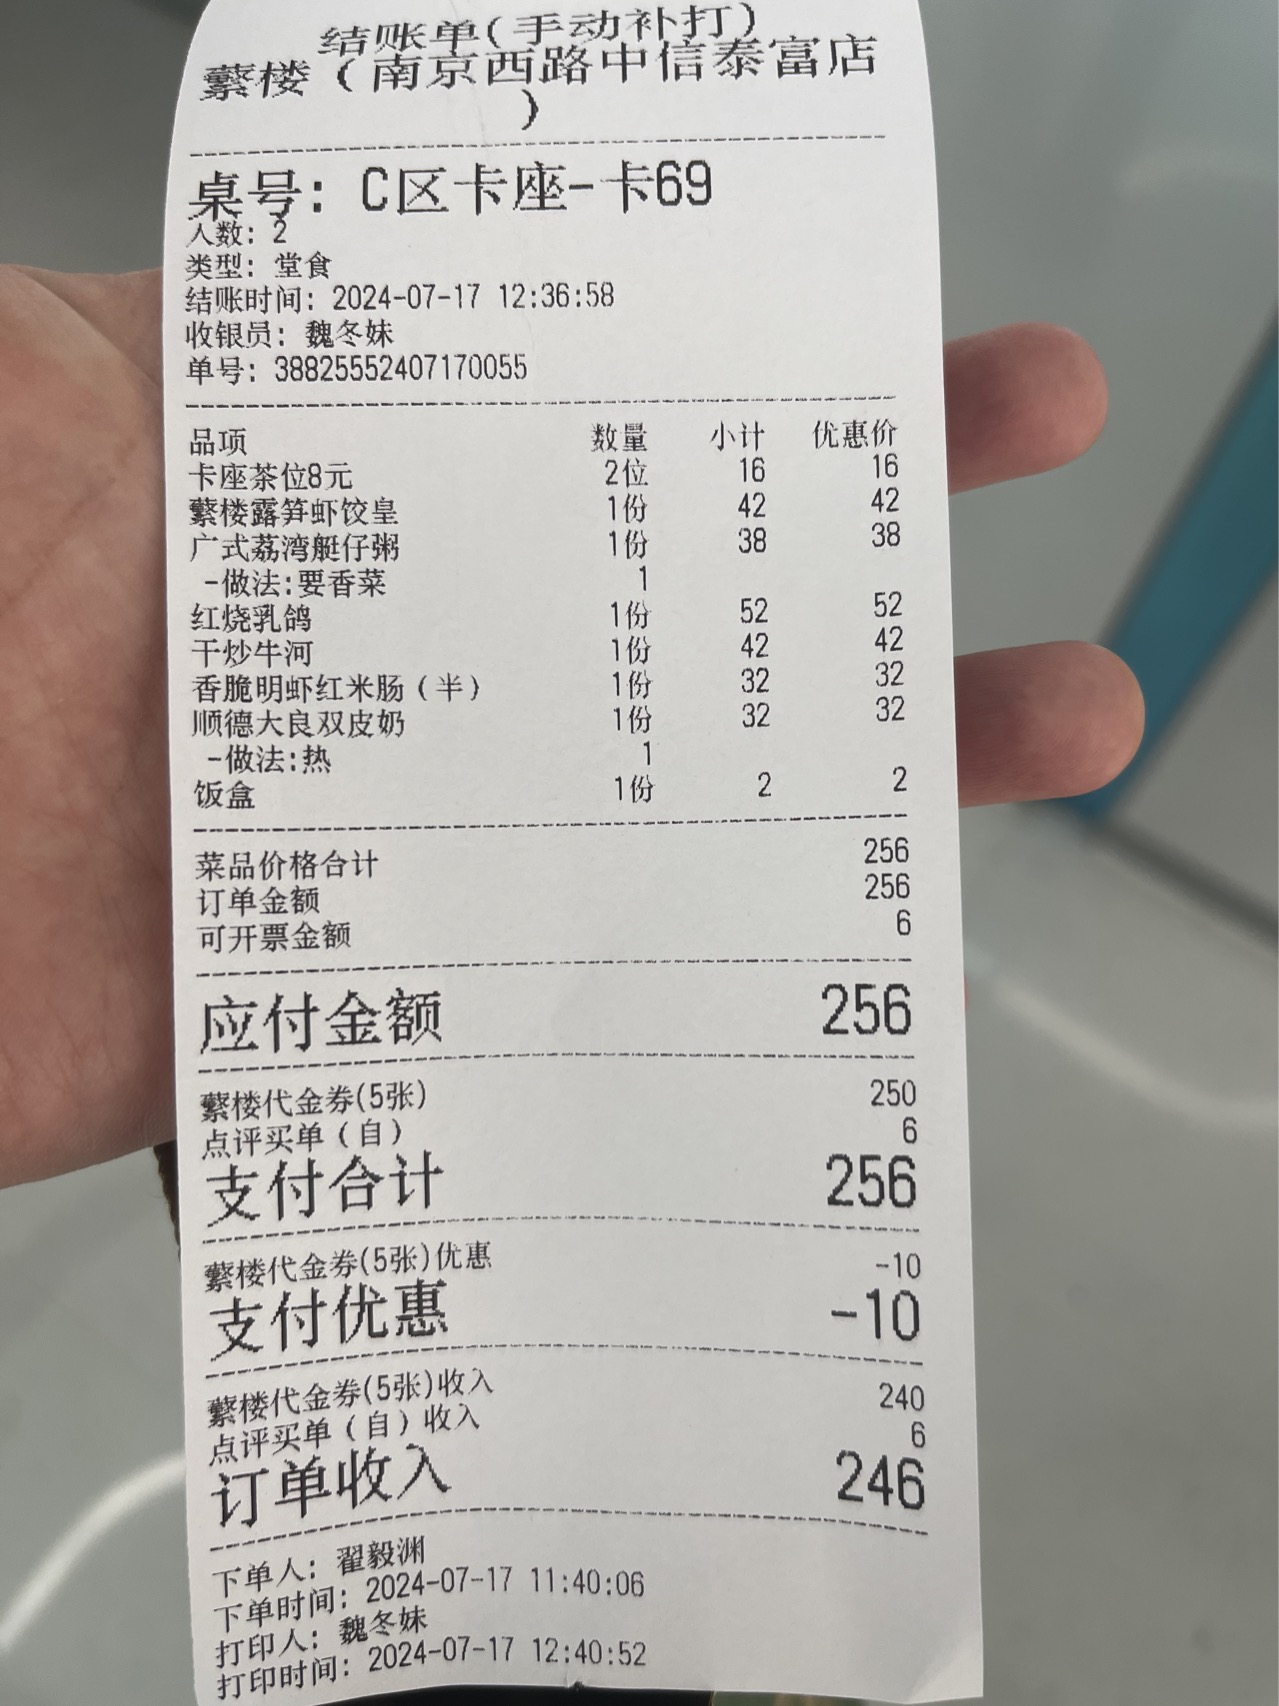 结账单(手动补打)
蘩楼(南京西路中信泰富店
)
桌号: C区卡座-卡69
人数: 2
类型: 堂食
结账时间: 2024-07-17 12:36:58
收银员: 魏冬妹
单号: 38825552407170055
品项 数量 小计 优惠价
卡座茶位8元 2位 16 16
蘩楼露笋虾饺皇 1份 42 42
广式荔湾艇仔粥 1份 38 38
-做法:要香菜 1
红烧乳鸽 1份 52 52
干炒牛河 1份 42 42
香脆明虾红米肠(半) 1份 32 32
顺德大良双皮奶 1份 32 32
-做法:热 1
饭盒 1份 2 2
菜品价格合计 256
订单金额 256
可开票金额 6
应付金额 256
蘩楼代金券(5张) 250
点评买单(自) 6
支付合计 256
蘩楼代金券(5张)优惠 -10
支付优惠 -10
蘩楼代金券(5张)收入 240
点评买单(自)收入 6
订单收入 246
下单人: 翟毅渊
下单时间: 2024-07-17 11:40:06
打印人: 魏冬妹
打印时间: 2024-07-17 12:40:52